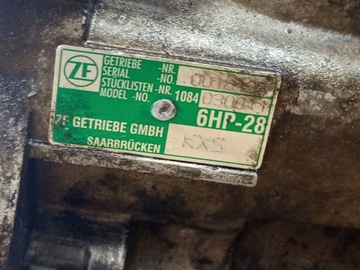 ZF
GETRIEBE -NR.
SERIAL -NO.
STÜCKLISTEN-NR.
MODEL -NO. 1084
6HP-28
ZF GETRIEBE GMBH
SAARBRÜCKEN KXS